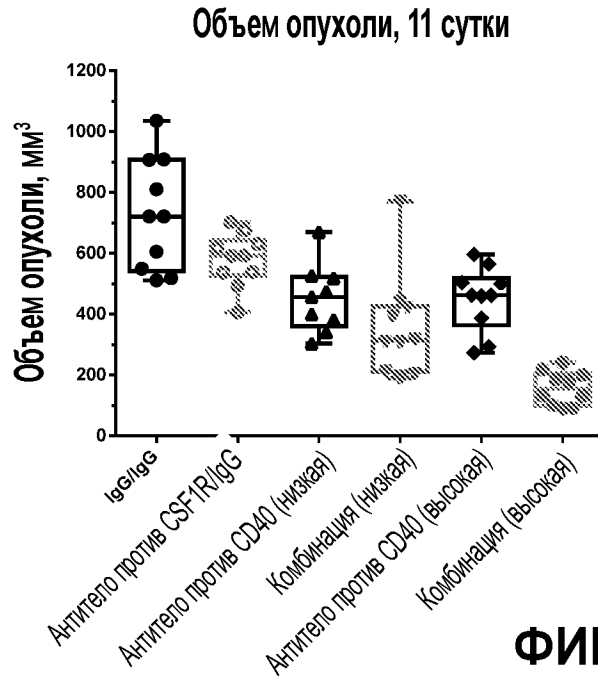 Объем опухоли, 11 сутки
Объем опухоли, мм³
1200
1000
800
600
400
200
0
IgG/IgG
Антитело против CSF1R/IgG
Антитело против CD40 (низкая)
Комбинация (низкая)
Антитело против CD40 (высокая)
Комбинация (высокая)